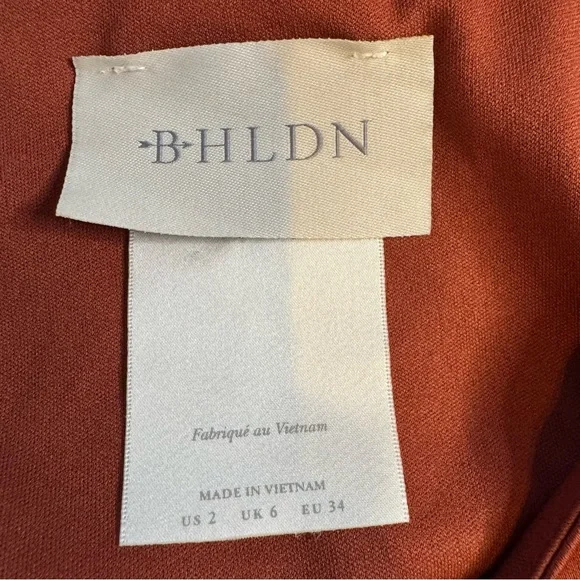 BHLDN
Fabriqué au Vietnam
MADE IN VIETNAM
US 2 UK 6 EU 34